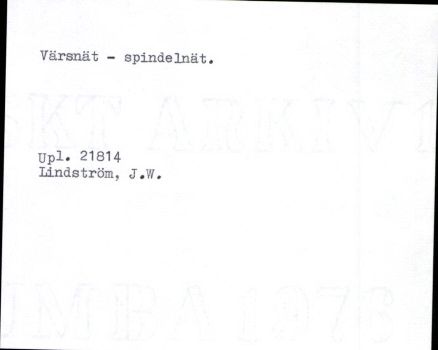 Värsnät - spindelnät.
Upl. 21814
Lindström, J.W.